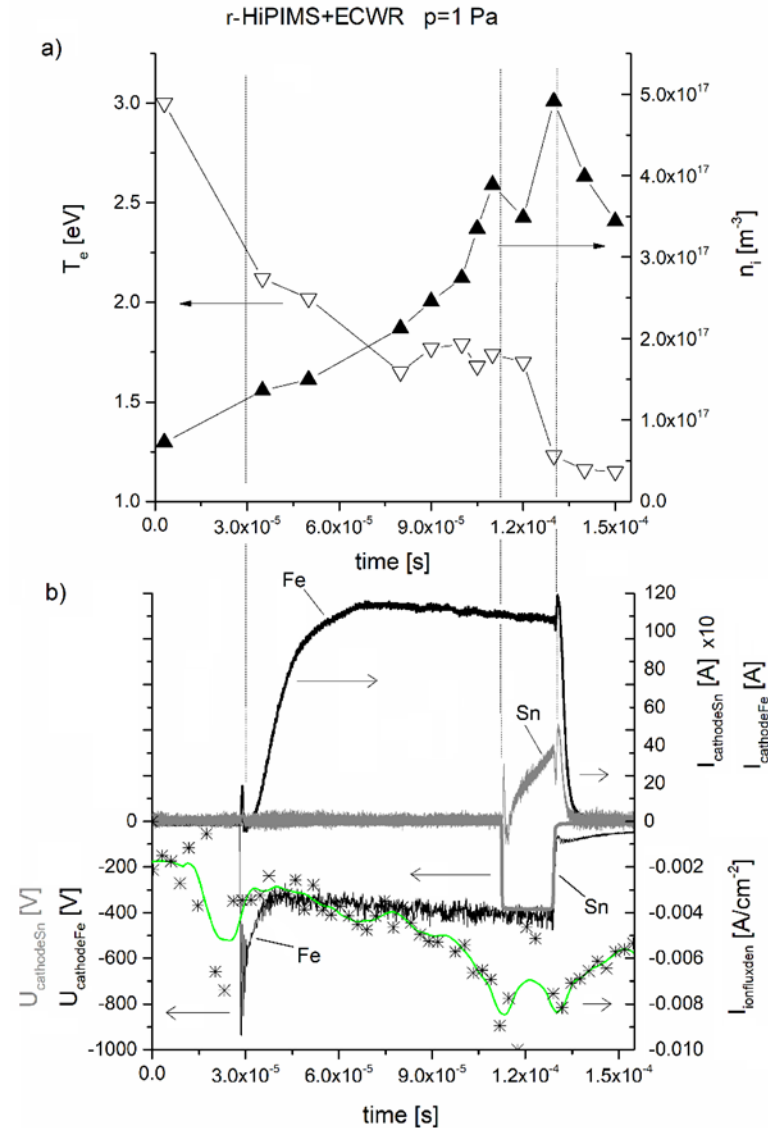 r-HiPIMS+ECWR p=1 Pa
a)
3.0
2.5
2.0
1.5
1.0
T_e [eV]
5.0x10^17
4.0x10^17
3.0x10^17
2.0x10^17
1.0x10^17
0.0
n_i [m^-3]
0.0 3.0x10^-5 6.0x10^-5 9.0x10^-5 1.2x10^-4 1.5x10^-4
time [s]
b)
Fe
Sn
120
100
80
60
40
20
0
I_cathodeSn [A] x10
I_cathodeFe [A]
0
-200
-400
-600
-800
-1000
U_cathodeSn [V]
U_cathodeFe [V]
Fe
Sn
-0.002
-0.004
-0.006
-0.008
-0.010
I_ionfluxden [A/cm^-2]
0.0 3.0x10^-5 6.0x10^-5 9.0x10^-5 1.2x10^-4 1.5x10^-4
time [s]